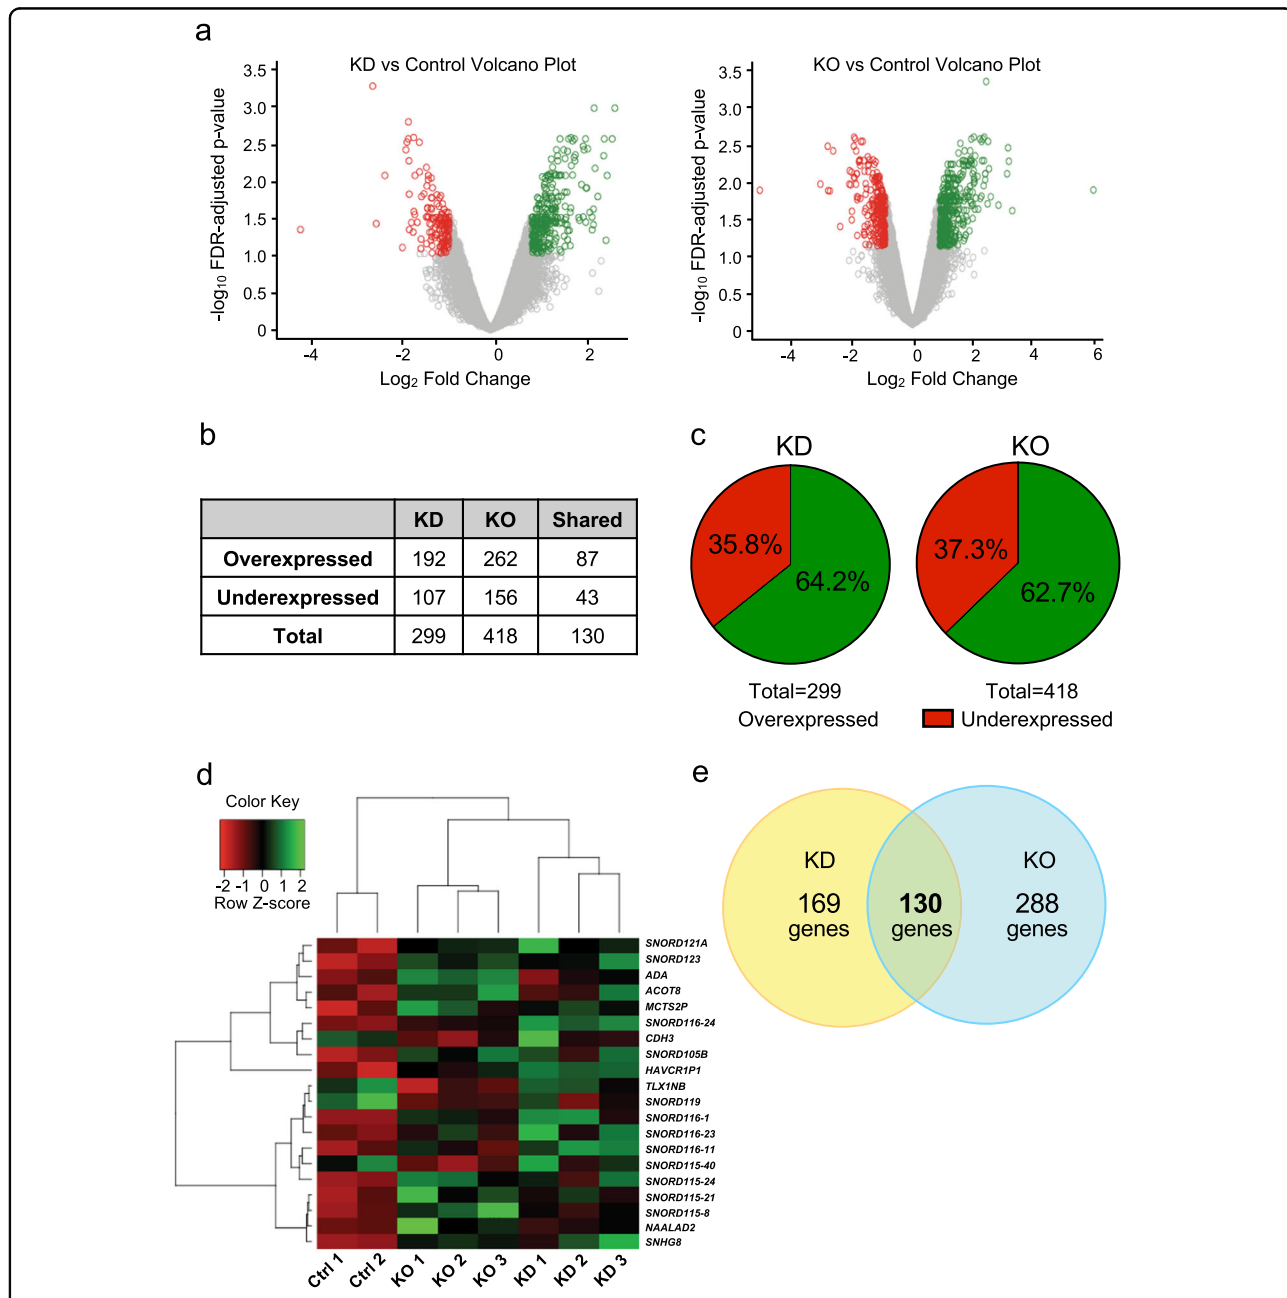 a
KD vs Control Volcano Plot
-log10 FDR-adjusted p-value
3.5
3.0
2.5
2.0
1.5
1.0
0.5
0
-4
-2
0
2
Log2 Fold Change
KO vs Control Volcano Plot
-log10 FDR-adjusted p-value
3.5
3.0
2.5
2.0
1.5
1.0
0.5
0
-4
-2
0
2
4
6
Log2 Fold Change
b
KD KO Shared
Overexpressed 192 262 87
Underexpressed 107 156 43
Total 299 418 130
c
KD
35.8%
64.2%
Total=299
KO
37.3%
62.7%
Total=418
Overexpressed
Underexpressed
d
Color Key
-2 -1 0 1 2
Row Z-score
SNORD121A
SNORD123
ADA
ACOT8
MCTS2P
SNORD116-24
CDH3
SNORD105B
HAVCR1P1
TLX1NB
SNORD119
SNORD116-1
SNORD116-23
SNORD116-11
SNORD115-40
SNORD115-24
SNORD115-21
SNORD115-8
NAALAD2
SNHG8
Ctrl 1
Ctrl 2
KO 1
KO 2
KO 3
KD 1
KD 2
KD 3
e
KD
169
genes
130
genes
KO
288
genes